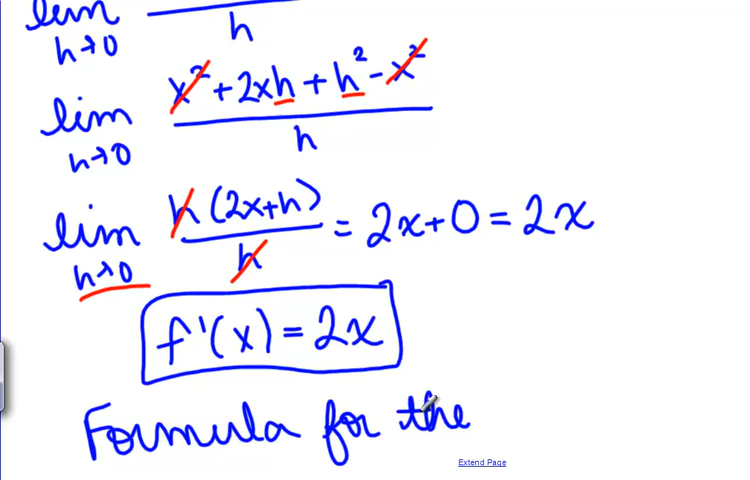 lim
h→0 h
lim x² + 2xh + h² - x²
h→0 h
lim h (2x+h) = 2x+0 = 2x
h→0 h
f'(x) = 2x
Formula for the
Extend Page